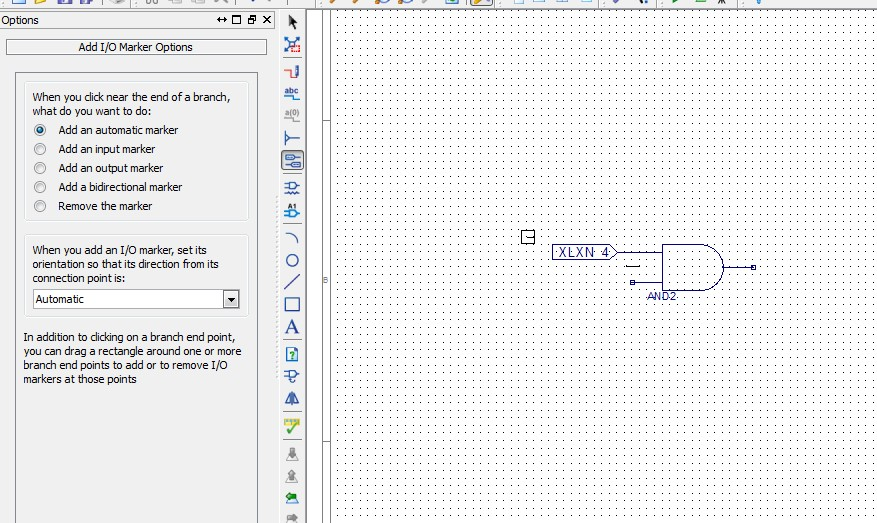 Options
Add I/O Marker Options
When you click near the end of a branch,
what do you want to do:
Add an automatic marker
Add an input marker
Add an output marker
Add a bidirectional marker
Remove the marker
When you add an I/O marker, set its
orientation so that its direction from its
connection point is:
Automatic
In addition to clicking on a branch end point,
you can drag a rectangle around one or more
branch end points to add or to remove I/O
markers at those points
abc
a(0)
A1
A
B
XLXN 4
AND2